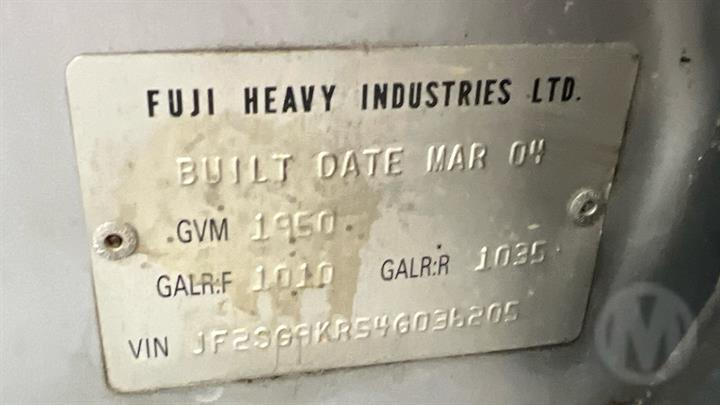 FUJI HEAVY INDUSTRIES LTD.
BUILT DATE MAR 04
GVM 1950
GALR:F 1010 GALR:R 1035
VIN JF2SG9KR54G036205